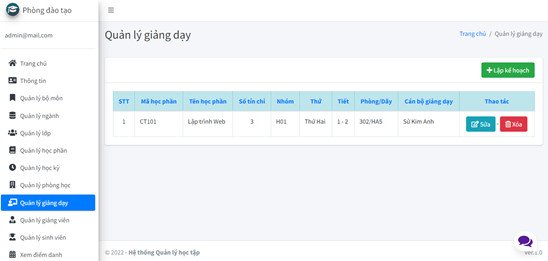 Phòng đào tạo
admin@mail.com
Trang chủ
Thông tin
Quản lý bộ môn
Quản lý ngành
Quản lý lớp
Quản lý học phần
Quản lý học kỳ
Quản lý phòng học
Quản lý giảng dạy
Quản lý giảng viên
Quản lý sinh viên
Xem điểm danh
Quản lý giảng dạy
Trang chủ / Quản lý giảng dạy
Lập kế hoạch
STT Mã học phần Tên học phần Số tín chỉ Nhóm Thứ Tiết Phòng/Dãy Cán bộ giảng dạy Thao tác
1 CT101 Lập trình Web 3 H01 Thứ Hai 1 - 2 302/HA5 Sử Kim Anh Sửa Xóa
© 2022 - Hệ thống Quản lý học tập
Ver:1.0